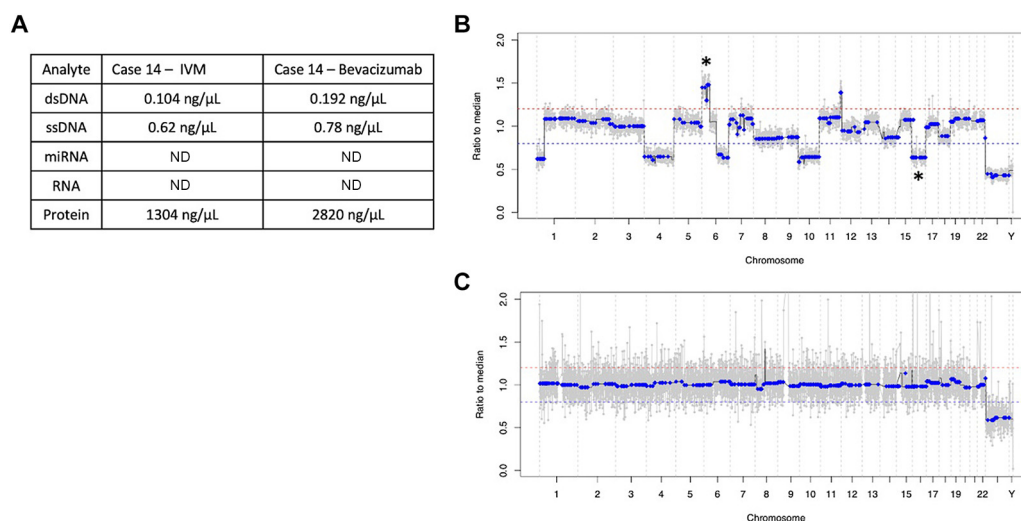 A
Analyte Case 14 – IVM Case 14 – Bevacizumab
dsDNA 0.104 ng/µL 0.192 ng/µL
ssDNA 0.62 ng/µL 0.78 ng/µL
miRNA ND ND
RNA ND ND
Protein 1304 ng/µL 2820 ng/µL
B
Ratio to median
2.0
1.5
1.0
0.5
0.0
*
*
1 2 3 4 5 6 7 8 9 10 11 12 13 15 17 19 22 Y
Chromosome
C
Ratio to median
2.0
1.5
1.0
0.5
0.0
1 2 3 4 5 6 7 8 9 10 11 12 13 15 17 19 22 Y
Chromosome